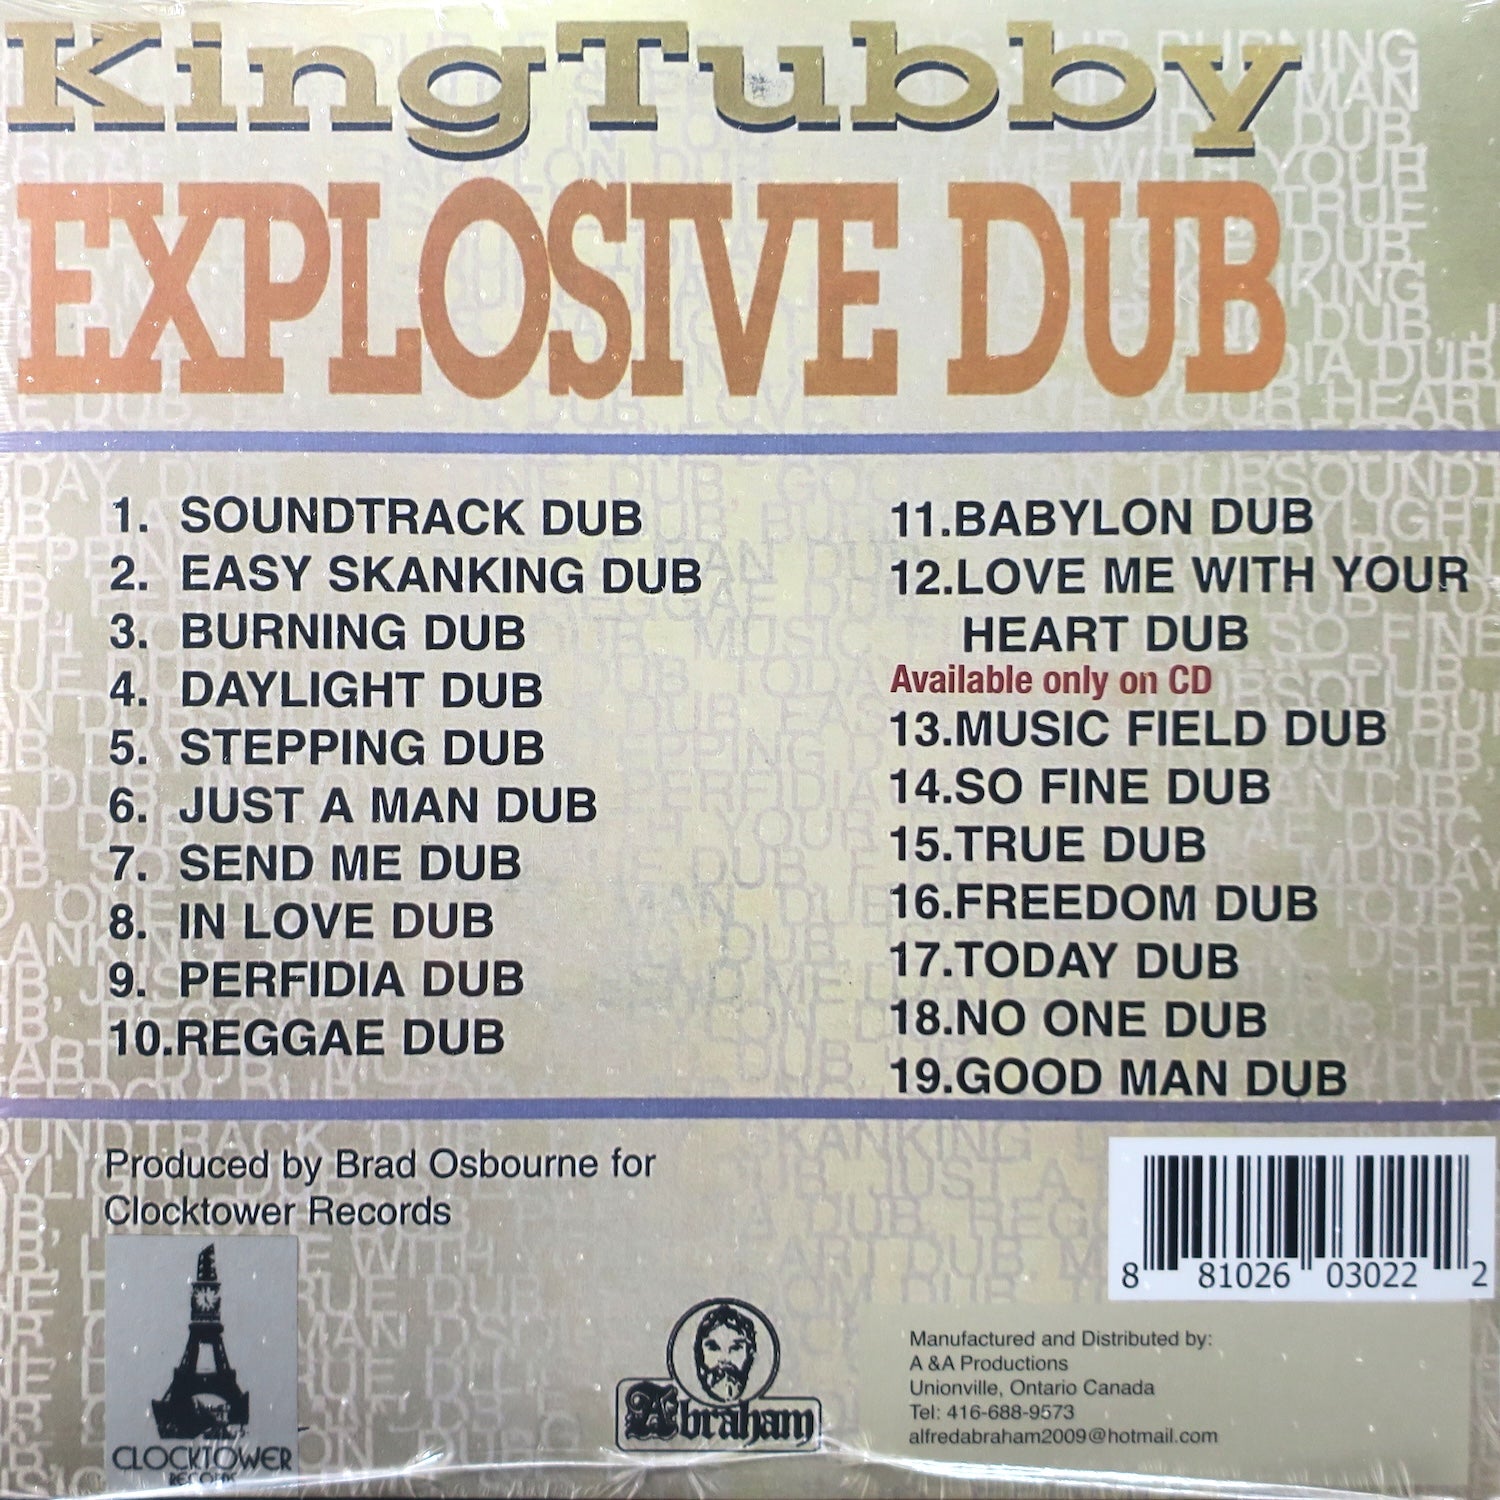 King Tubby
EXPLOSIVE DUB
1. SOUNDTRACK DUB
2. EASY SKANKING DUB
3. BURNING DUB
4. DAYLIGHT DUB
5. STEPPING DUB
6. JUST A MAN DUB
7. SEND ME DUB
8. IN LOVE DUB
9. PERFIDIA DUB
10.REGGAE DUB
11.BABYLON DUB
12.LOVE ME WITH YOUR
HEART DUB
Available only on CD
13.MUSIC FIELD DUB
14.SO FINE DUB
15.TRUE DUB
16.FREEDOM DUB
17.TODAY DUB
18.NO ONE DUB
19.GOOD MAN DUB
Produced by Brad Osbourne for
Clocktower Records
CLOCKTOWER
RECORDS
Abraham
8 81026 03022 2
Manufactured and Distributed by:
A &A Productions
Unionville, Ontario Canada
Tel: 416-688-9573
alfredabraham2009@hotmail.com